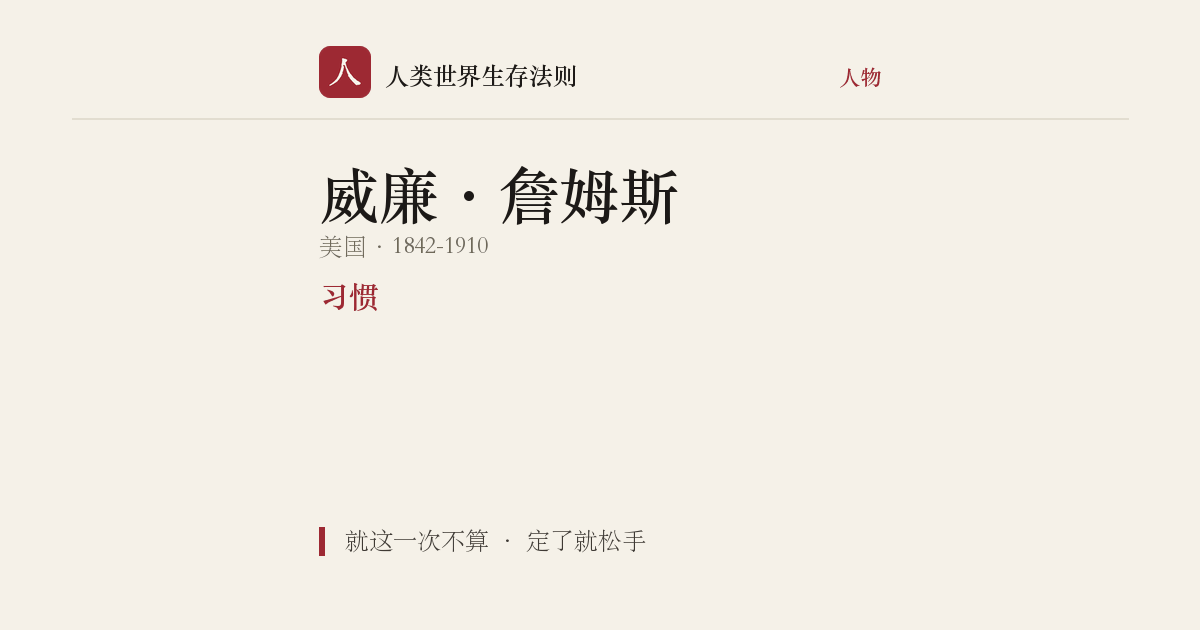 人 人类世界生存法则 人物
威廉·詹姆斯
美国 · 1842-1910
习惯
就这一次不算 · 定了就松手